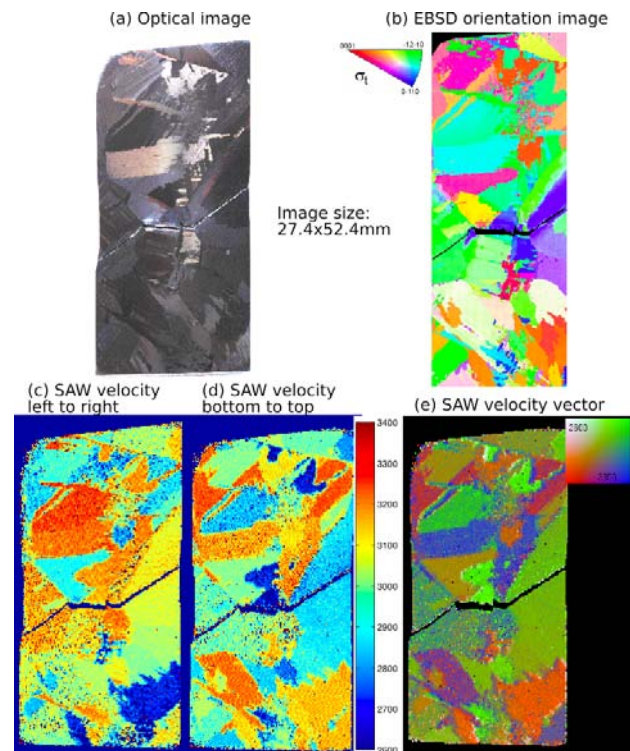 (a) Optical image
(b) EBSD orientation image
0001
-12-10
σt
0-110
Image size:
27.4x52.4mm
(c) SAW velocity
left to right
(d) SAW velocity
bottom to top
(e) SAW velocity vector
3400
3300
3200
3100
3000
2900
2800
2700
2600